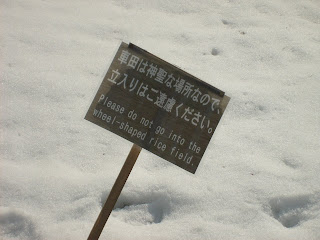 車田は神聖な場所なので、
立入りはご遠慮ください。
Please do not go into the
wheel-shaped rice field.